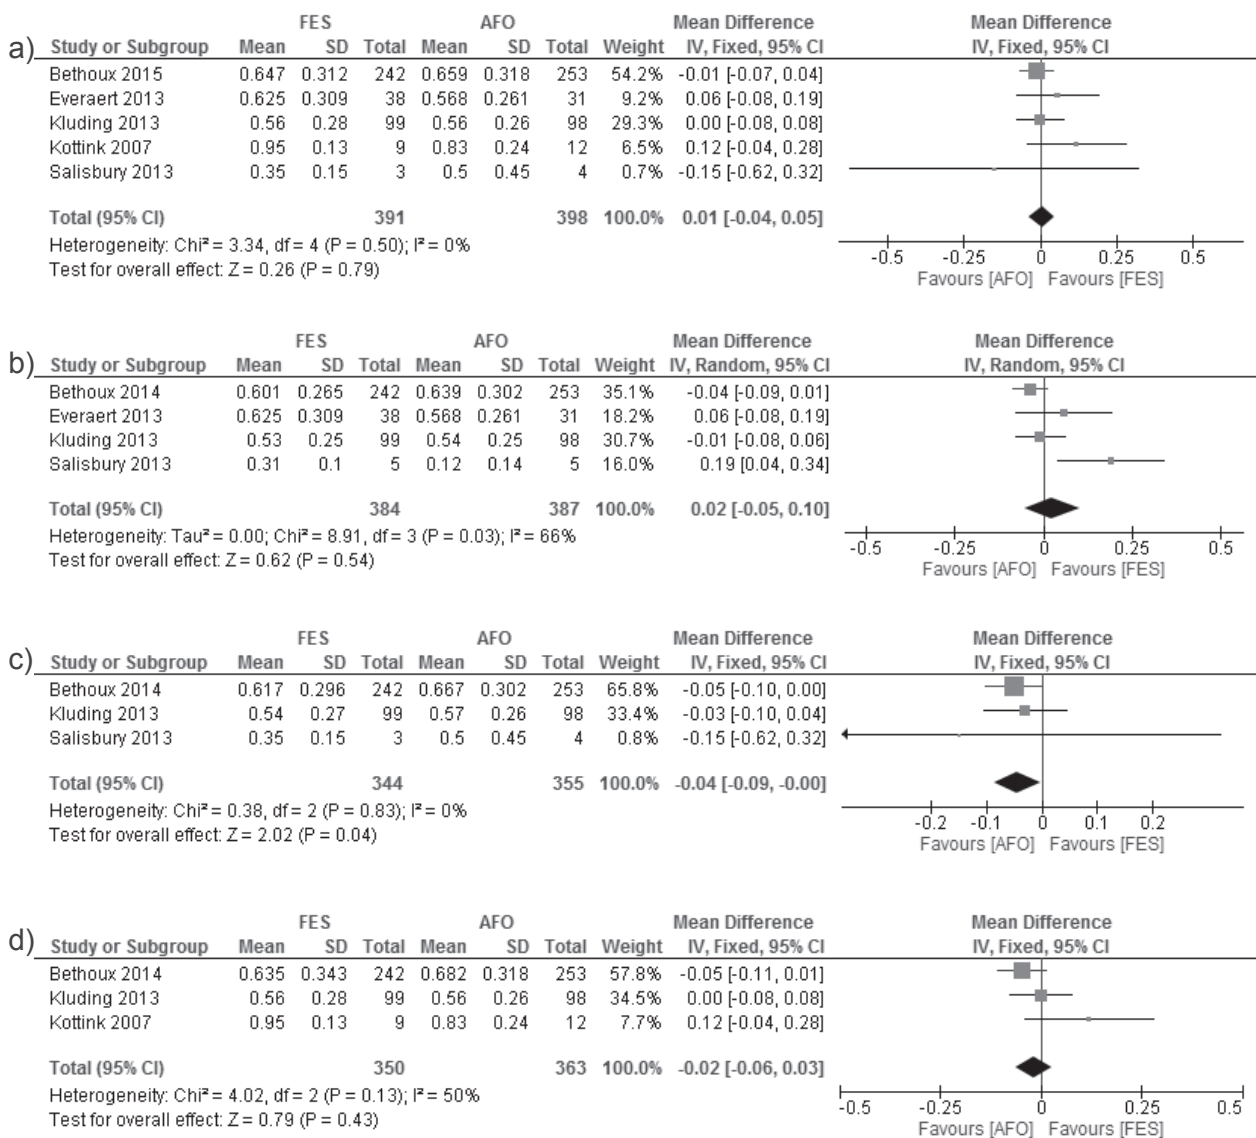 a)
FES AFO Mean Difference Mean Difference
Study or Subgroup Mean SD Total Mean SD Total Weight IV, Fixed, 95% CI IV, Fixed, 95% CI
Bethoux 2015 0.647 0.312 242 0.659 0.318 253 54.2% -0.01 [-0.07, 0.04]
Everaert 2013 0.625 0.309 38 0.568 0.261 31 9.2% 0.06 [-0.08, 0.19]
Kluding 2013 0.56 0.28 99 0.56 0.26 98 29.3% 0.00 [-0.08, 0.08]
Kottink 2007 0.95 0.13 9 0.83 0.24 12 6.5% 0.12 [-0.04, 0.28]
Salisbury 2013 0.35 0.15 3 0.5 0.45 4 0.7% -0.15 [-0.62, 0.32]
Total (95% CI) 391 398 100.0% 0.01 [-0.04, 0.05]
Heterogeneity: Chi² = 3.34, df = 4 (P = 0.50); I² = 0%
Test for overall effect: Z = 0.26 (P = 0.79)
-0.5 -0.25 0 0.25 0.5
Favours [AFO] Favours [FES]
b)
FES AFO Mean Difference Mean Difference
Study or Subgroup Mean SD Total Mean SD Total Weight IV, Random, 95% CI IV, Random, 95% CI
Bethoux 2014 0.601 0.265 242 0.639 0.302 253 35.1% -0.04 [-0.09, 0.01]
Everaert 2013 0.625 0.309 38 0.568 0.261 31 18.2% 0.06 [-0.08, 0.19]
Kluding 2013 0.53 0.25 99 0.54 0.25 98 30.7% -0.01 [-0.08, 0.06]
Salisbury 2013 0.31 0.1 5 0.12 0.14 5 16.0% 0.19 [0.04, 0.34]
Total (95% CI) 384 387 100.0% 0.02 [-0.05, 0.10]
Heterogeneity: Tau² = 0.00; Chi² = 8.91, df = 3 (P = 0.03); I² = 66%
Test for overall effect: Z = 0.62 (P = 0.54)
-0.5 -0.25 0 0.25 0.5
Favours [AFO] Favours [FES]
c)
FES AFO Mean Difference Mean Difference
Study or Subgroup Mean SD Total Mean SD Total Weight IV, Fixed, 95% CI IV, Fixed, 95% CI
Bethoux 2014 0.617 0.296 242 0.667 0.302 253 65.8% -0.05 [-0.10, 0.00]
Kluding 2013 0.54 0.27 99 0.57 0.26 98 33.4% -0.03 [-0.10, 0.04]
Salisbury 2013 0.35 0.15 3 0.5 0.45 4 0.8% -0.15 [-0.62, 0.32]
Total (95% CI) 344 355 100.0% -0.04 [-0.09, -0.00]
Heterogeneity: Chi² = 0.38, df = 2 (P = 0.83); I² = 0%
Test for overall effect: Z = 2.02 (P = 0.04)
-0.2 -0.1 0 0.1 0.2
Favours [AFO] Favours [FES]
d)
FES AFO Mean Difference Mean Difference
Study or Subgroup Mean SD Total Mean SD Total Weight IV, Fixed, 95% CI IV, Fixed, 95% CI
Bethoux 2014 0.635 0.343 242 0.682 0.318 253 57.8% -0.05 [-0.11, 0.01]
Kluding 2013 0.56 0.28 99 0.56 0.26 98 34.5% 0.00 [-0.08, 0.08]
Kottink 2007 0.95 0.13 9 0.83 0.24 12 7.7% 0.12 [-0.04, 0.28]
Total (95% CI) 350 363 100.0% -0.02 [-0.06, 0.03]
Heterogeneity: Chi² = 4.02, df = 2 (P = 0.13); I² = 50%
Test for overall effect: Z = 0.79 (P = 0.43)
-0.5 -0.25 0 0.25 0.5
Favours [AFO] Favours [FES]